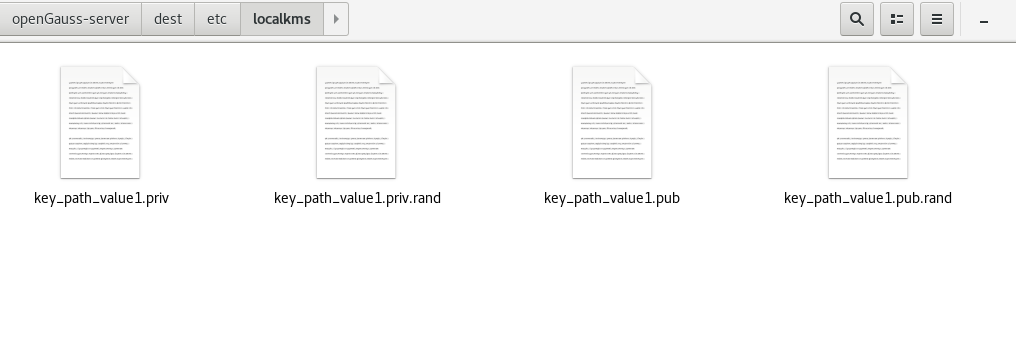 openGauss-server dest etc localkms
key_path_value1.priv key_path_value1.priv.rand key_path_value1.pub key_path_value1.pub.rand